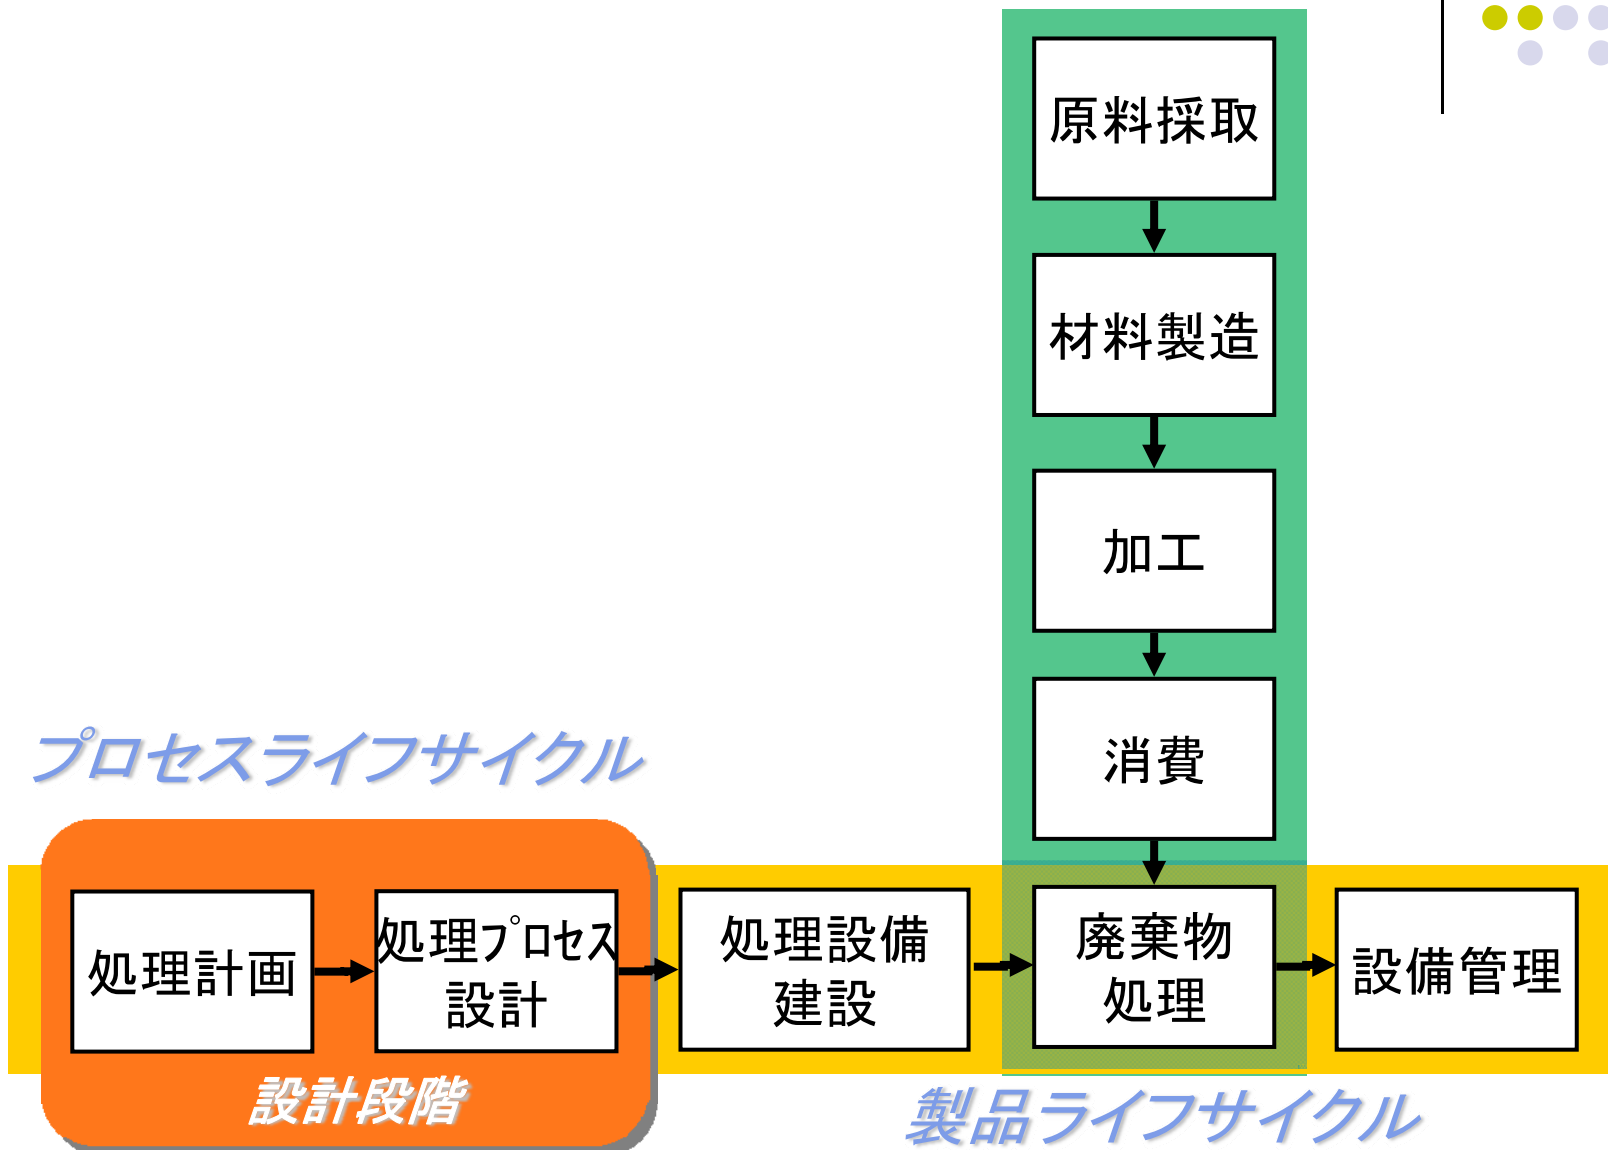 原料採取
材料製造
加工
消費
プロセスライフサイクル
処理計画
処理プロセス
設計
処理設備
建設
廃棄物
処理
設備管理
設計段階
製品ライフサイクル